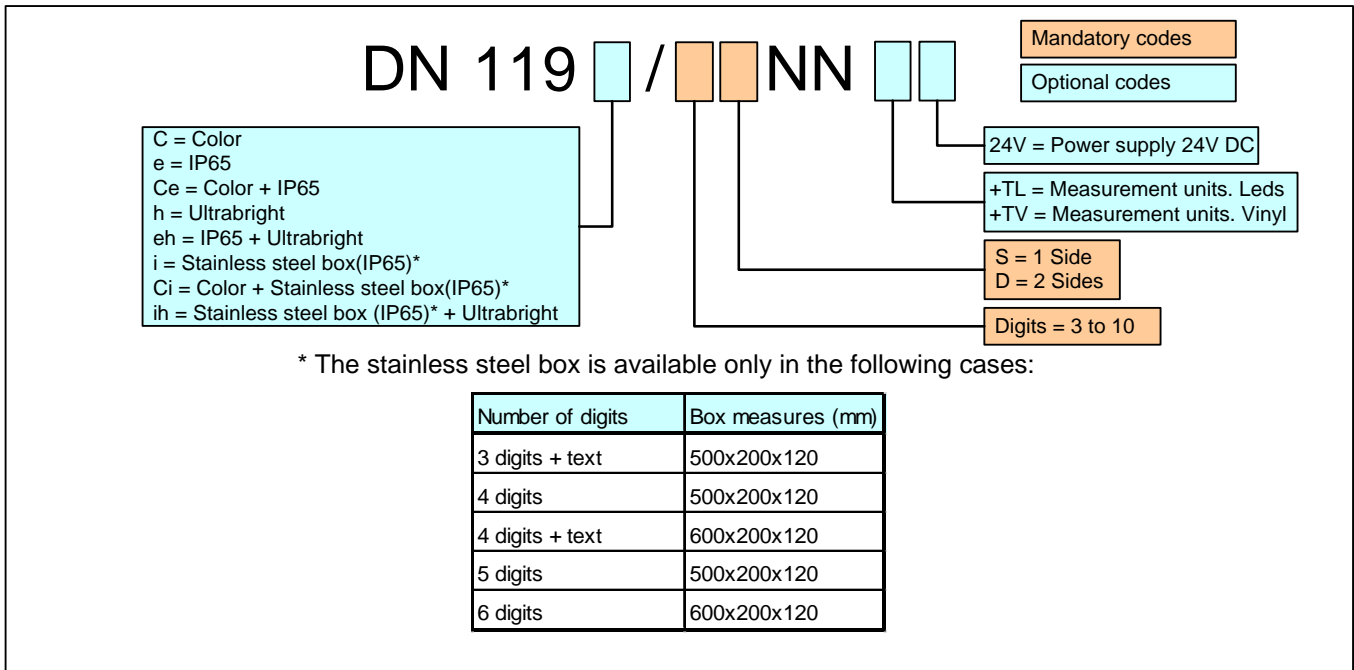 DN 119 / NN
Mandatory codes
Optional codes
C = Color
e = IP65
Ce = Color + IP65
h = Ultrabright
eh = IP65 + Ultrabright
i = Stainless steel box(IP65)*
Ci = Color + Stainless steel box(IP65)*
ih = Stainless steel box (IP65)* + Ultrabright
24V = Power supply 24V DC
+TL = Measurement units. Leds
+TV = Measurement units. Vinyl
S = 1 Side
D = 2 Sides
Digits = 3 to 10
* The stainless steel box is available only in the following cases:
Number of digits Box measures (mm)
3 digits + text 500x200x120
4 digits 500x200x120
4 digits + text 600x200x120
5 digits 500x200x120
6 digits 600x200x120